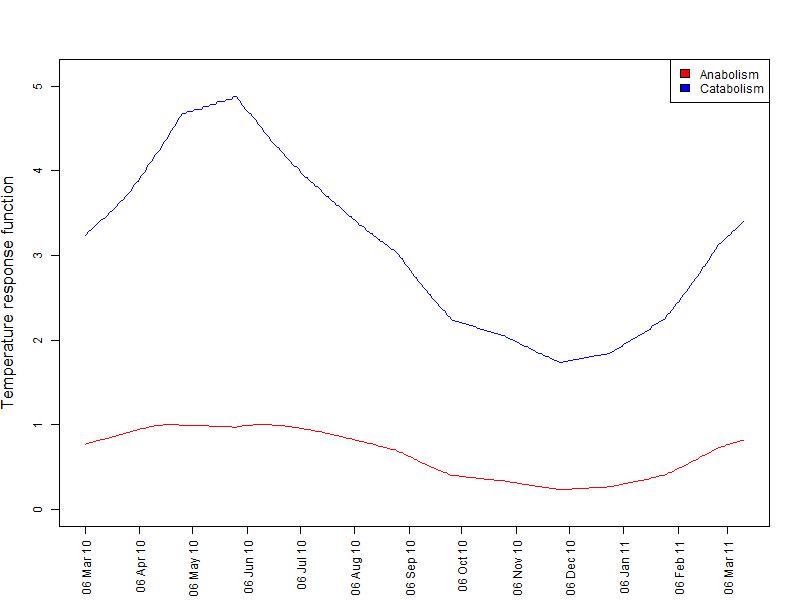 Anabolism
Catabolism
Temperature response function
5
4
3
2
1
0
06 Mar 10
06 Apr 10
06 May 10
06 Jun 10
06 Jul 10
06 Aug 10
06 Sep 10
06 Oct 10
06 Nov 10
06 Dec 10
06 Jan 11
06 Feb 11
06 Mar 11